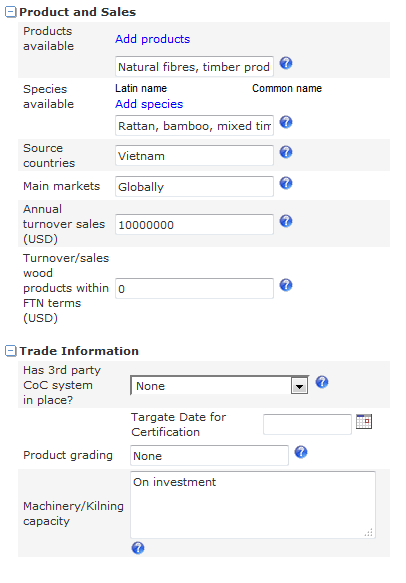 Product and Sales
Products available
Add products
Natural fibres, timber prod
Species available
Latin name Common name
Add species
Rattan, bamboo, mixed tim
Source countries
Vietnam
Main markets
Globally
Annual turnover sales (USD)
10000000
Turnover/sales wood products within FTN terms (USD)
0
Trade Information
Has 3rd party CoC system in place?
None
Targate Date for Certification
Product grading
None
Machinery/Kilning capacity
On investment